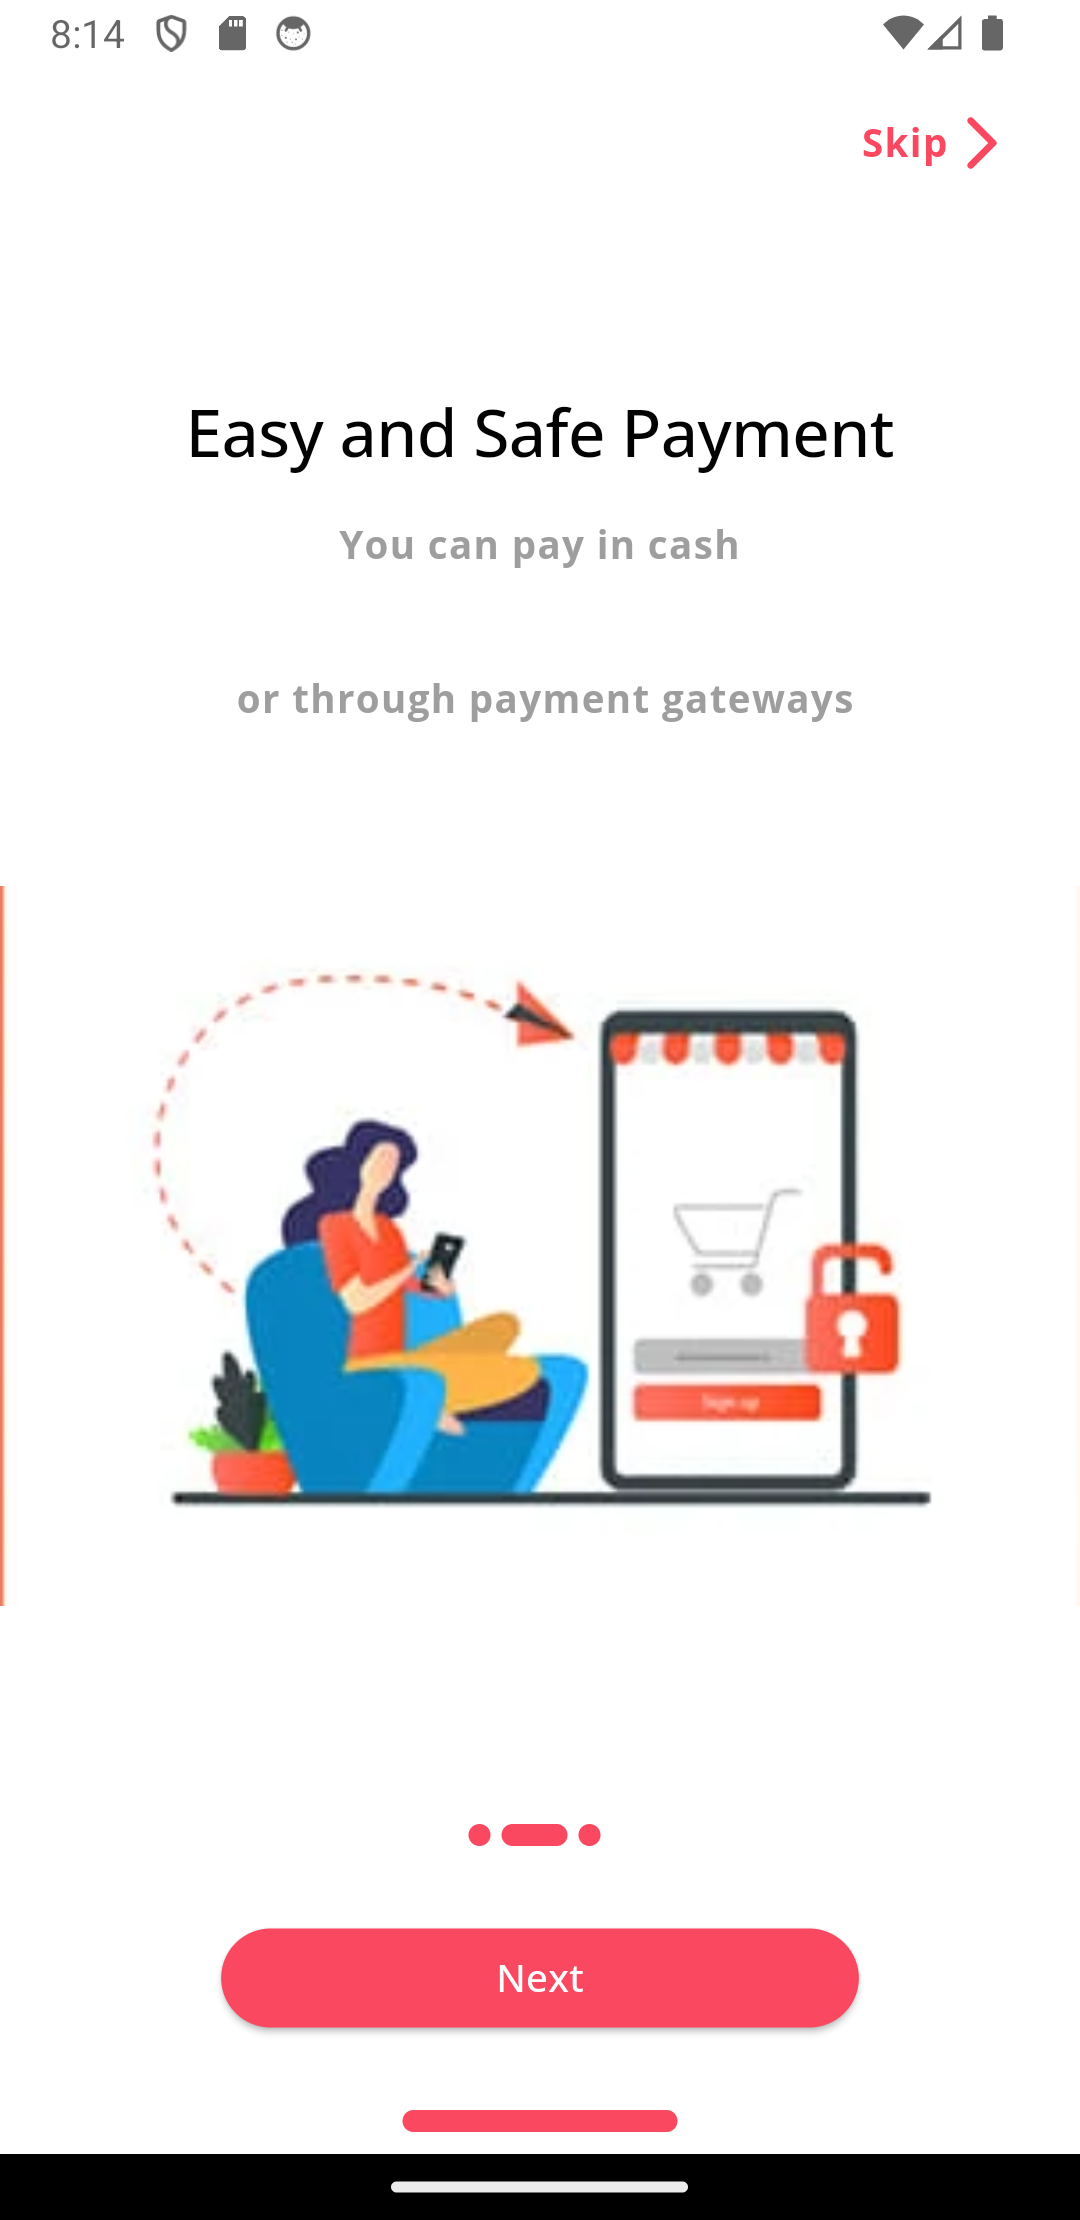 8:14
Skip
Easy and Safe Payment
You can pay in cash
or through payment gateways
Sign up
Next